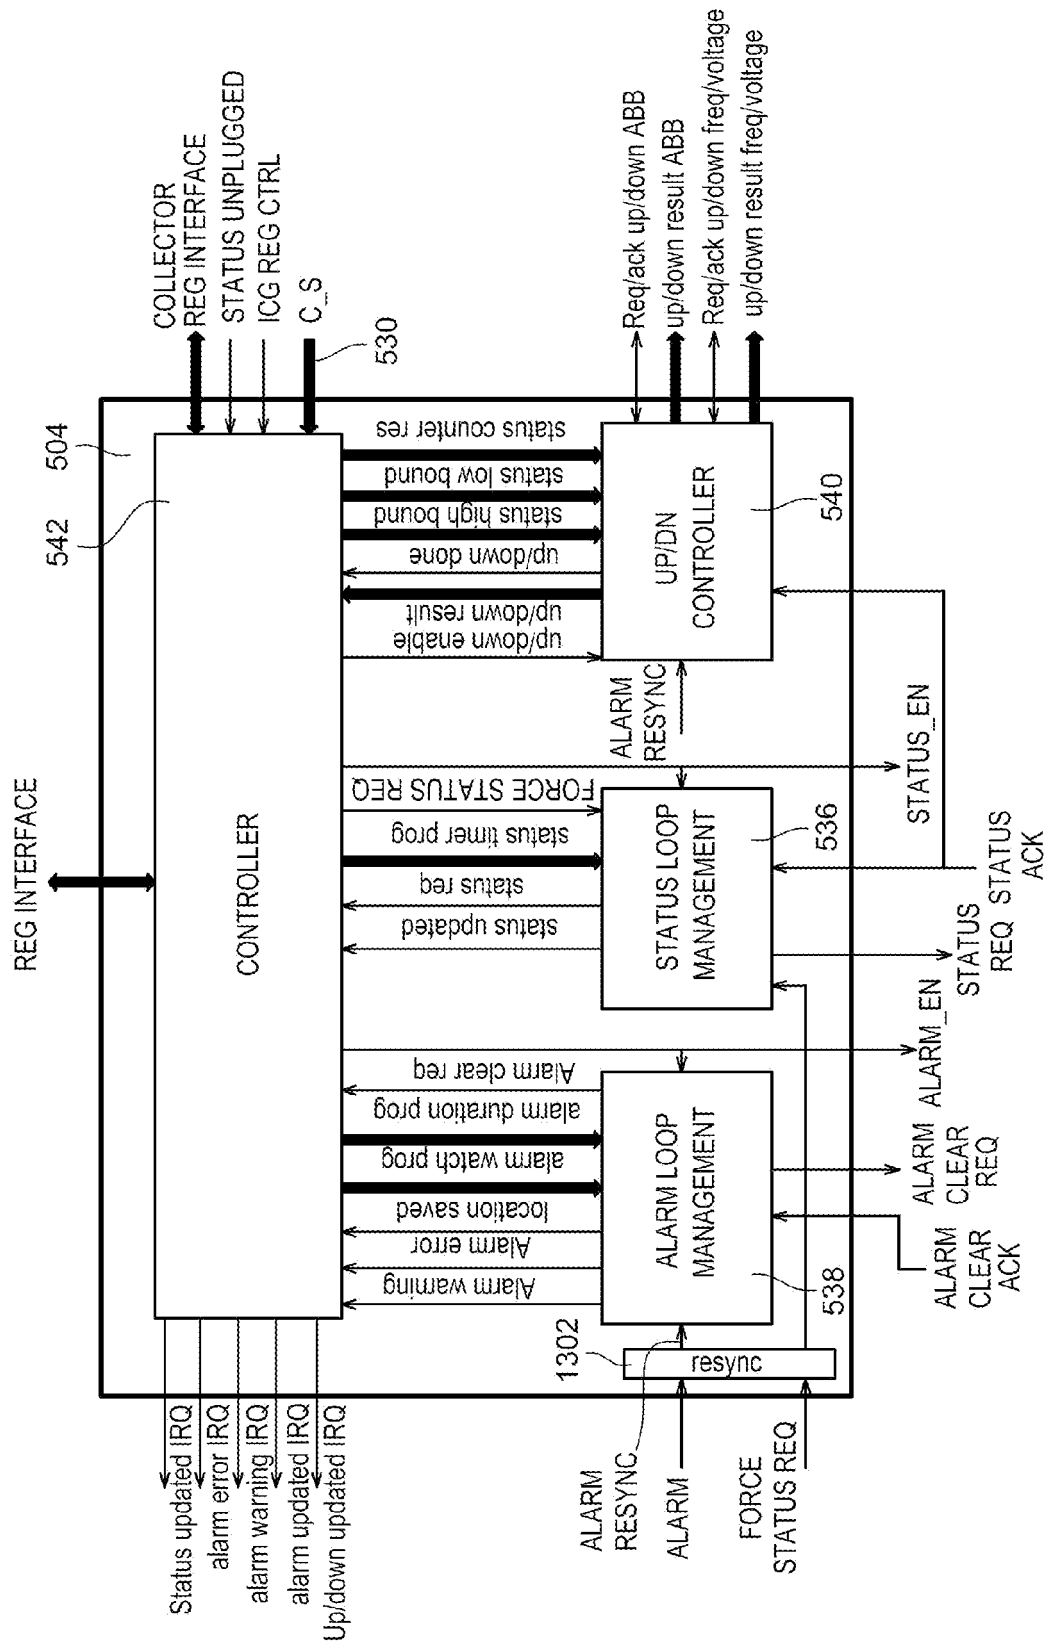 REG INTERFACE
504
542
CONTROLLER
COLLECTOR
REG INTERFACE
STATUS UNPLUGGED
ICG REG CTRL
C_S
530
Status updated IRQ
alarm error IRQ
alarm warning IRQ
alarm updated IRQ
Up/down updated IRQ
Alarm warning
Alarm error
location saved
alarm watch prog
alarm duration prog
Alarm clear req
status updated
status req
status timer prog
FORCE STATUS REQ
up/down enable
up/down result
up/down done
status high bound
status low bound
status counter res
1302
resync
ALARM
RESYNC
ALARM
FORCE
STATUS REQ
ALARM LOOP
MANAGEMENT
538
STATUS LOOP
MANAGEMENT
536
ALARM
RESYNC
UP/DN
CONTROLLER
540
Req/ack up/down ABB
up/down result ABB
Req/ack up/down freq/voltage
up/down result freq/voltage
ALARM
CLEAR
ACK
ALARM
CLEAR
REQ
ALARM_EN
STATUS
REQ
STATUS
ACK
STATUS_EN